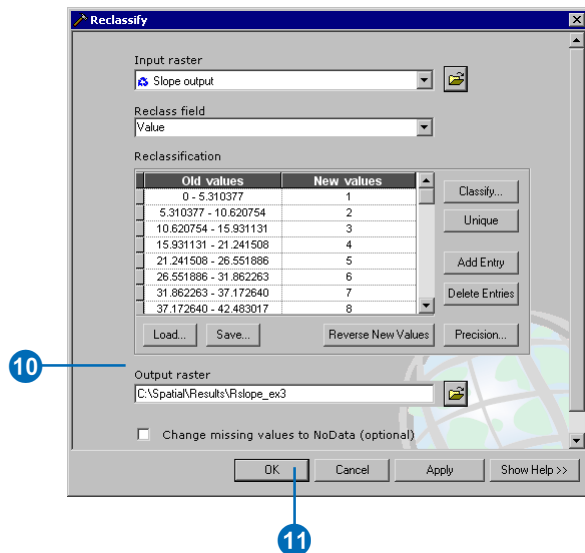 Reclassify
Input raster
Slope output
Reclass field
Value
Reclassification
Old values New values
0 - 5.310377 1
5.310377 - 10.620754 2
10.620754 - 15.931131 3
15.931131 - 21.241508 4
21.241508 - 26.551886 5
26.551886 - 31.862263 6
31.862263 - 37.172640 7
37.172640 - 42.483017 8
Classify...
Unique
Add Entry
Delete Entries
Load... Save... Reverse New Values Precision...
10
Output raster
C:\Spatial\Results\Rslope_ex3
Change missing values to NoData (optional)
OK Cancel Apply Show Help >>
11